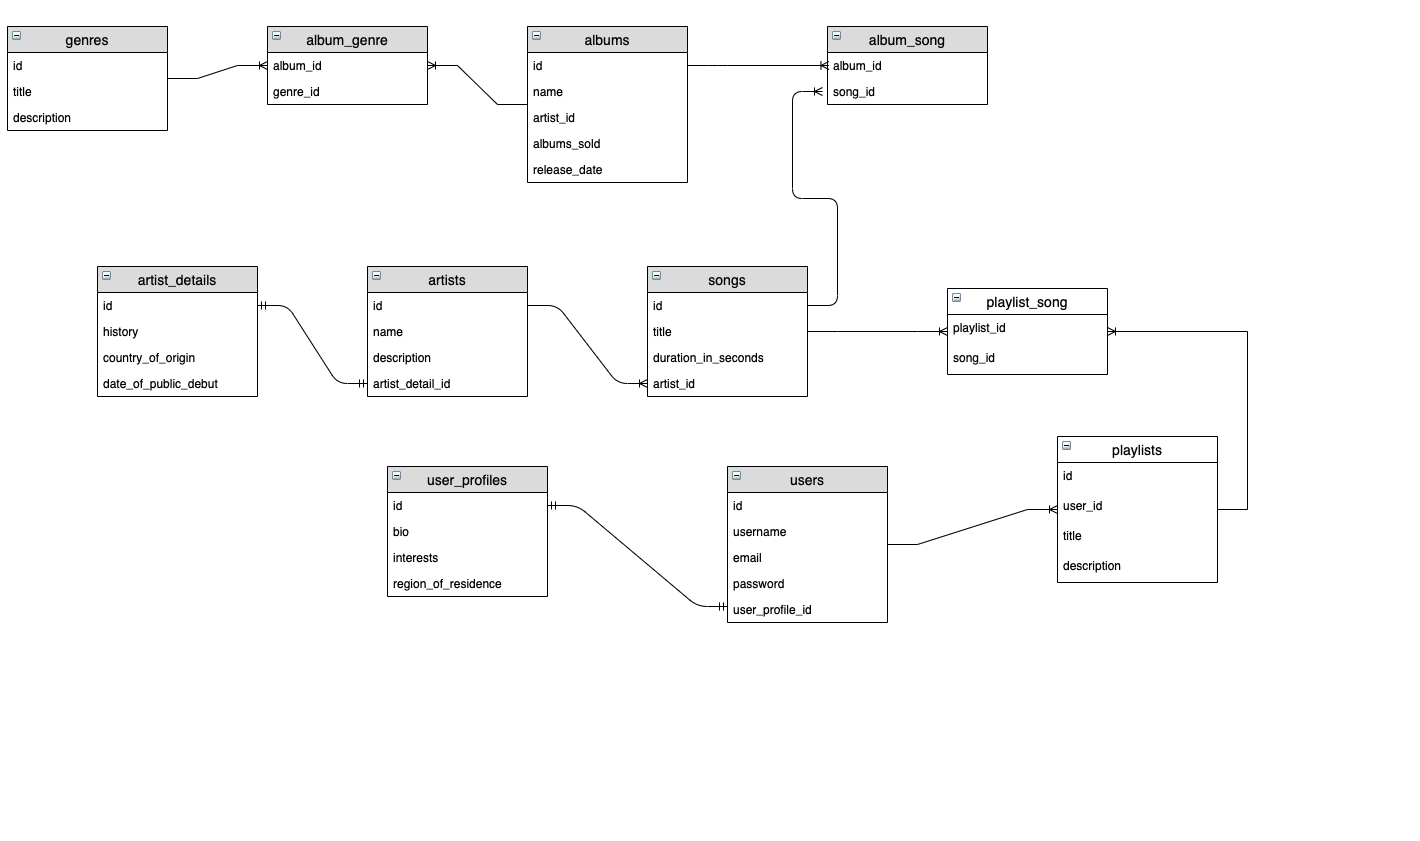 genres
id
title
description
album_genre
album_id
genre_id
albums
id
name
artist_id
albums_sold
release_date
album_song
album_id
song_id
artist_details
id
history
country_of_origin
date_of_public_debut
artists
id
name
description
artist_detail_id
songs
id
title
duration_in_seconds
artist_id
playlist_song
playlist_id
song_id
user_profiles
id
bio
interests
region_of_residence
users
id
username
email
password
user_profile_id
playlists
id
user_id
title
description